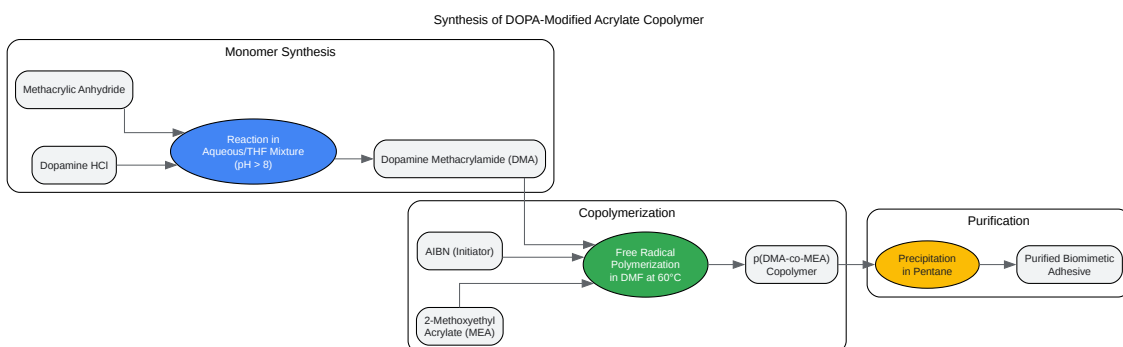 Synthesis of DOPA-Modified Acrylate Copolymer
Monomer Synthesis
Methacrylic Anhydride
Dopamine HCl
Reaction in
Aqueous/THF Mixture
(pH > 8)
Dopamine Methacrylamide (DMA)
Copolymerization
AIBN (Initiator)
2-Methoxyethyl
Acrylate (MEA)
Free Radical
Polymerization
in DMF at 60°C
p(DMA-co-MEA)
Copolymer
Purification
Precipitation
in Pentane
Purified Biomimetic
Adhesive